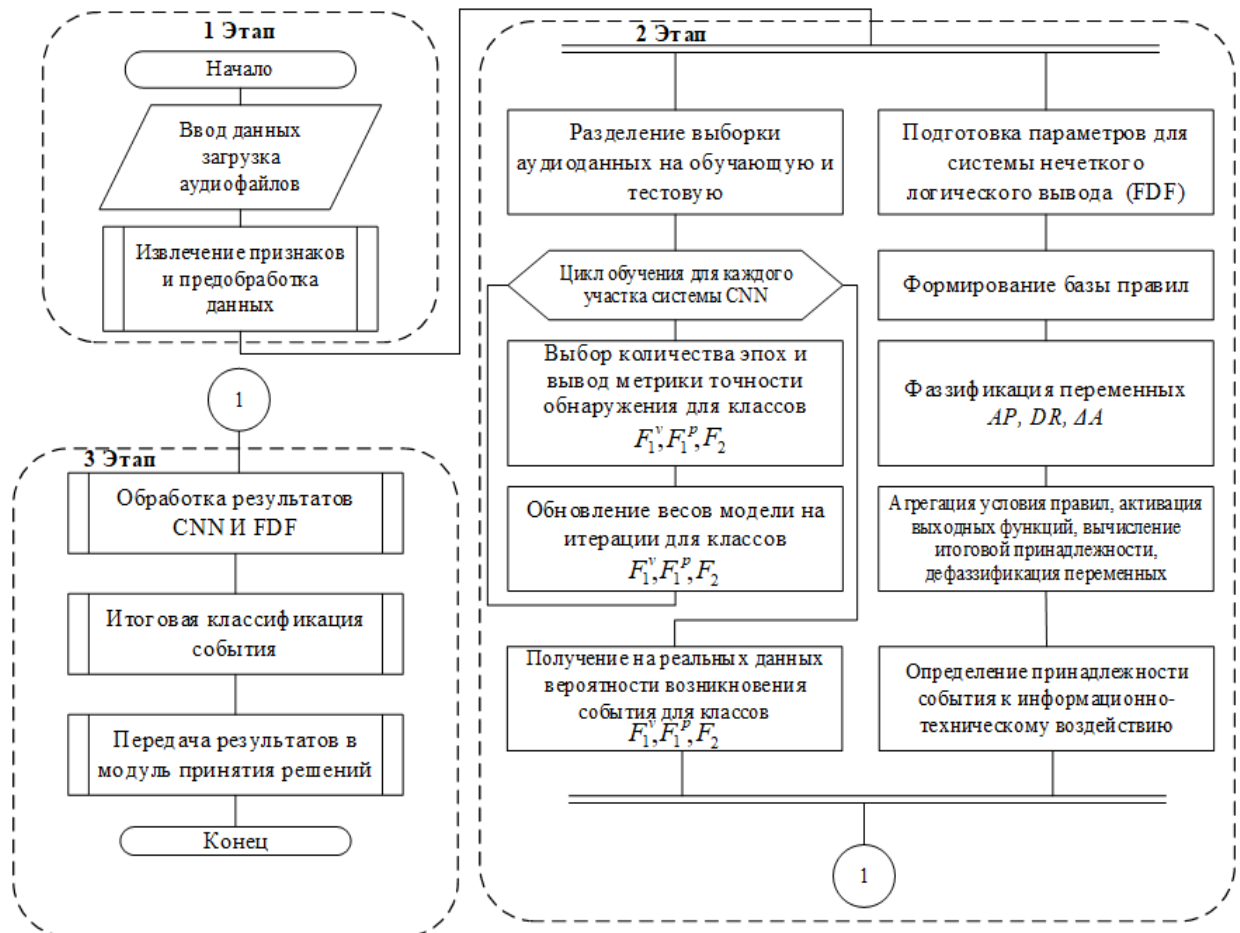 1 Этап
Начало
Ввод данных
загрузка
аудиофайлов
Извлечение признаков
и предобработка
данных
2 Этап
Разделение выборки
аудиоданных на обучающую и
тестовую
Цикл обучения для каждого
участка системы CNN
Выбор количества эпох и
вывод метрики точности
обнаружения для классов
F₁ᵛ, F₁ᵖ, F₂
Обновление весов модели на
итерации для классов
F₁ᵛ, F₁ᵖ, F₂
Получение на реальных данных
вероятности возникновения
события для классов
F₁ᵛ, F₁ᵖ, F₂
Подготовка параметров для
системы нечеткого
логического вывода (FDF)
Формирование базы правил
Фаззификация переменных
AP, DR, ΔA
Агрегация условия правил, активация
выходных функций, вычисление
итоговой принадлежности,
дефаззификация переменных
Определение принадлежности
события к информационно-
техническому воздействию
1
1
3 Этап
Обработка результатов
CNN И FDF
Итоговая классификация
события
Передача результатов в
модуль принятия решений
Конец